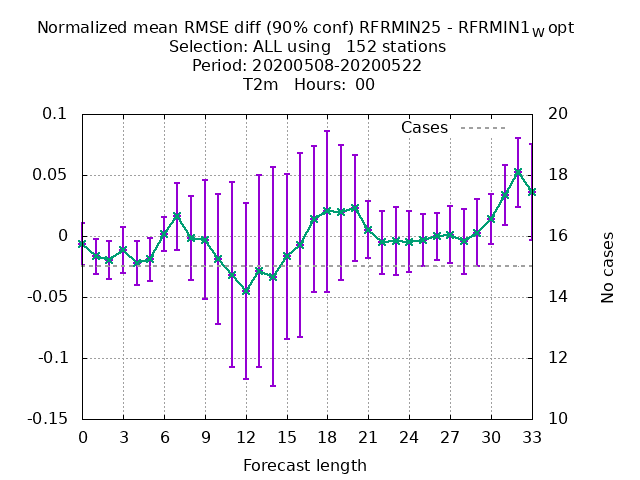 Normalized mean RMSE diff (90% conf) RFRMIN25 - RFRMIN1W opt
Selection: ALL using   152 stations
Period: 20200508-20200522
T2m   Hours:  00
0.1
0.05
0
-0.05
-0.1
-0.15
Cases
20
18
16
14
12
10
No cases
0 3 6 9 12 15 18 21 24 27 30 33
Forecast length